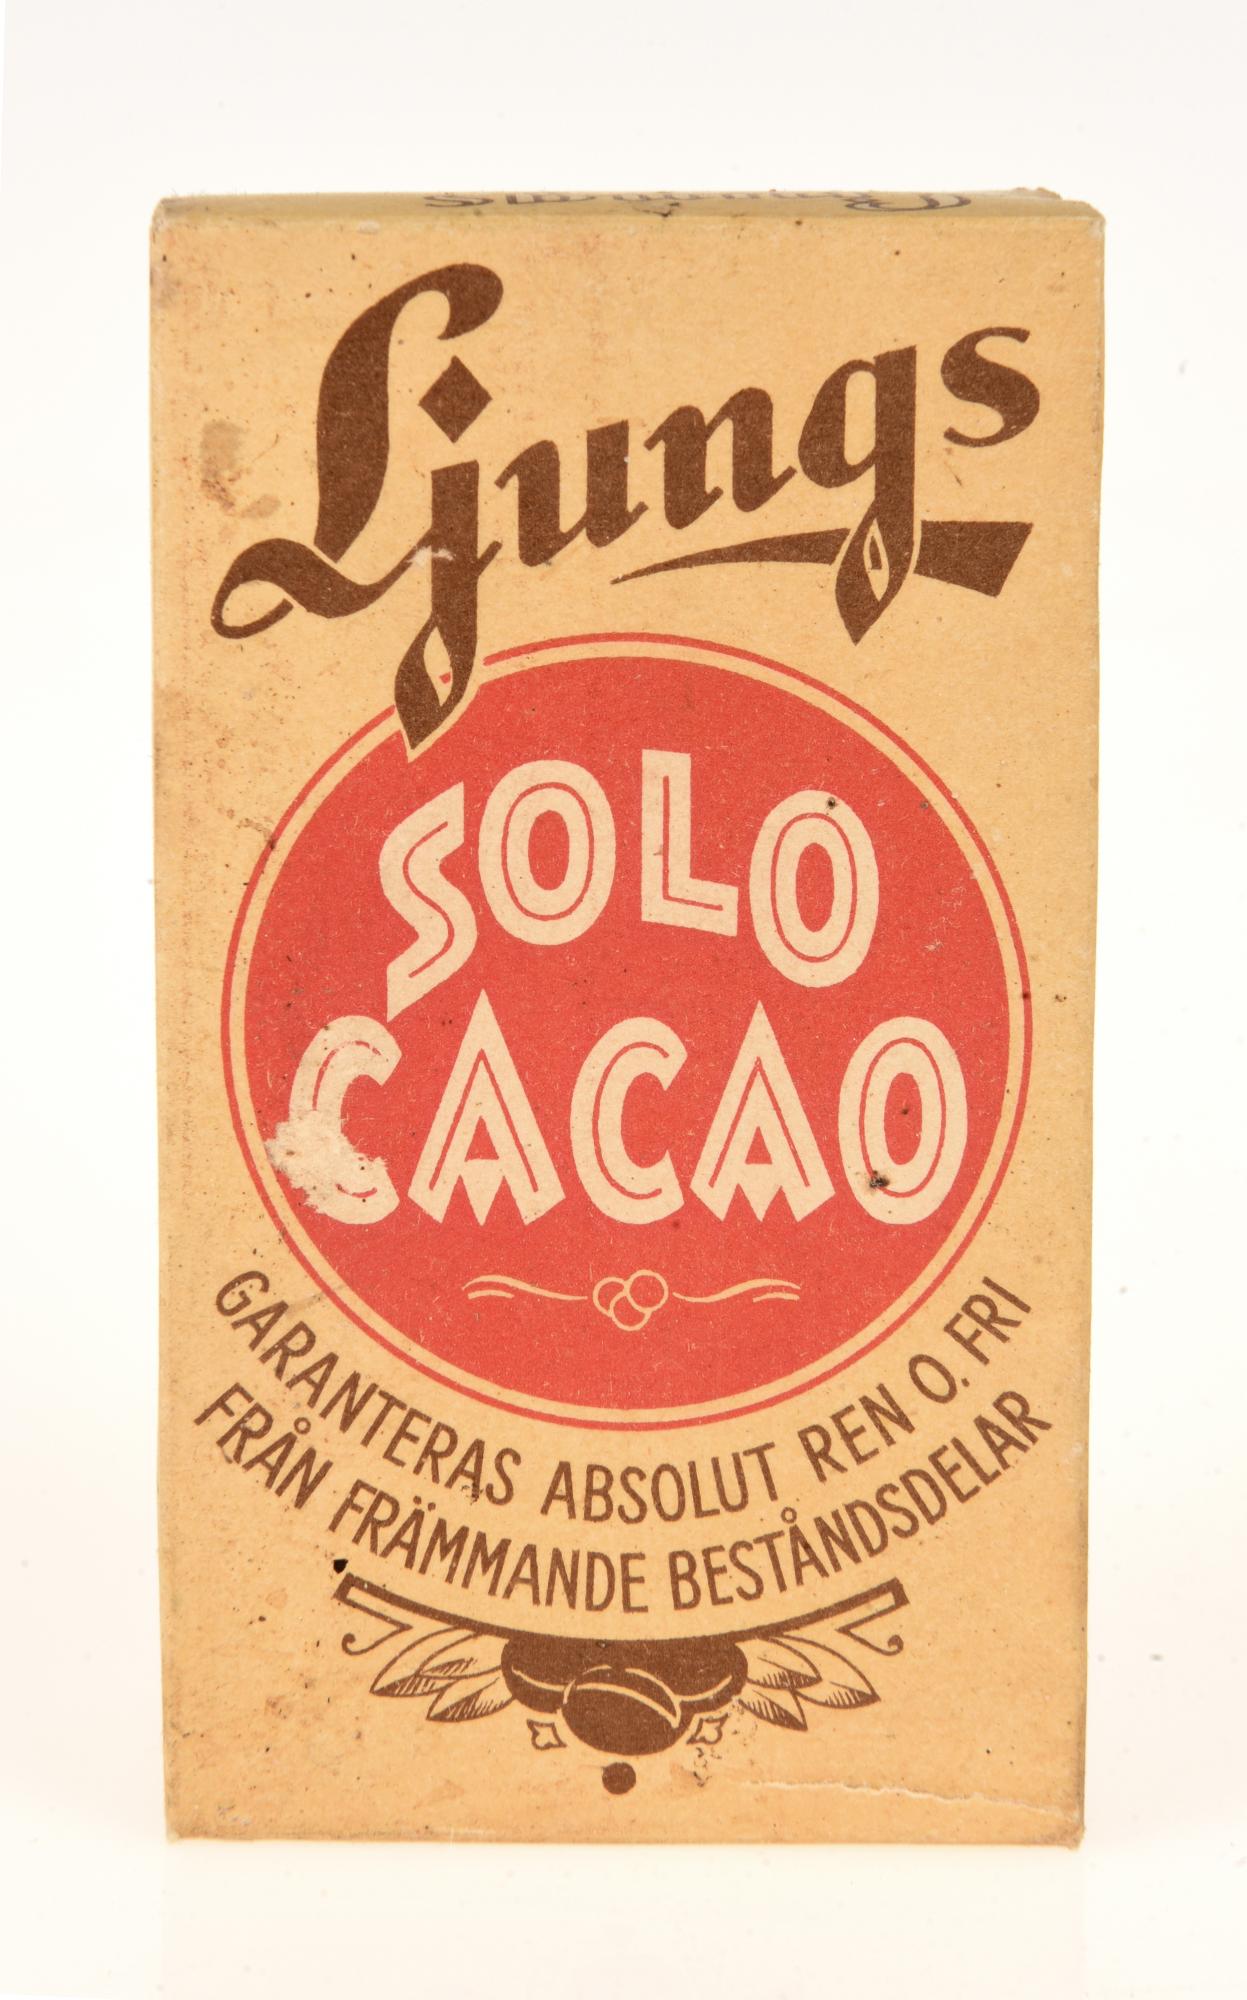 Ljungs
SOLO
CACAO
GARANTERAS ABSOLUT REN O. FRI
FRÅN FRÄMMANDE BESTÅNDSDELAR